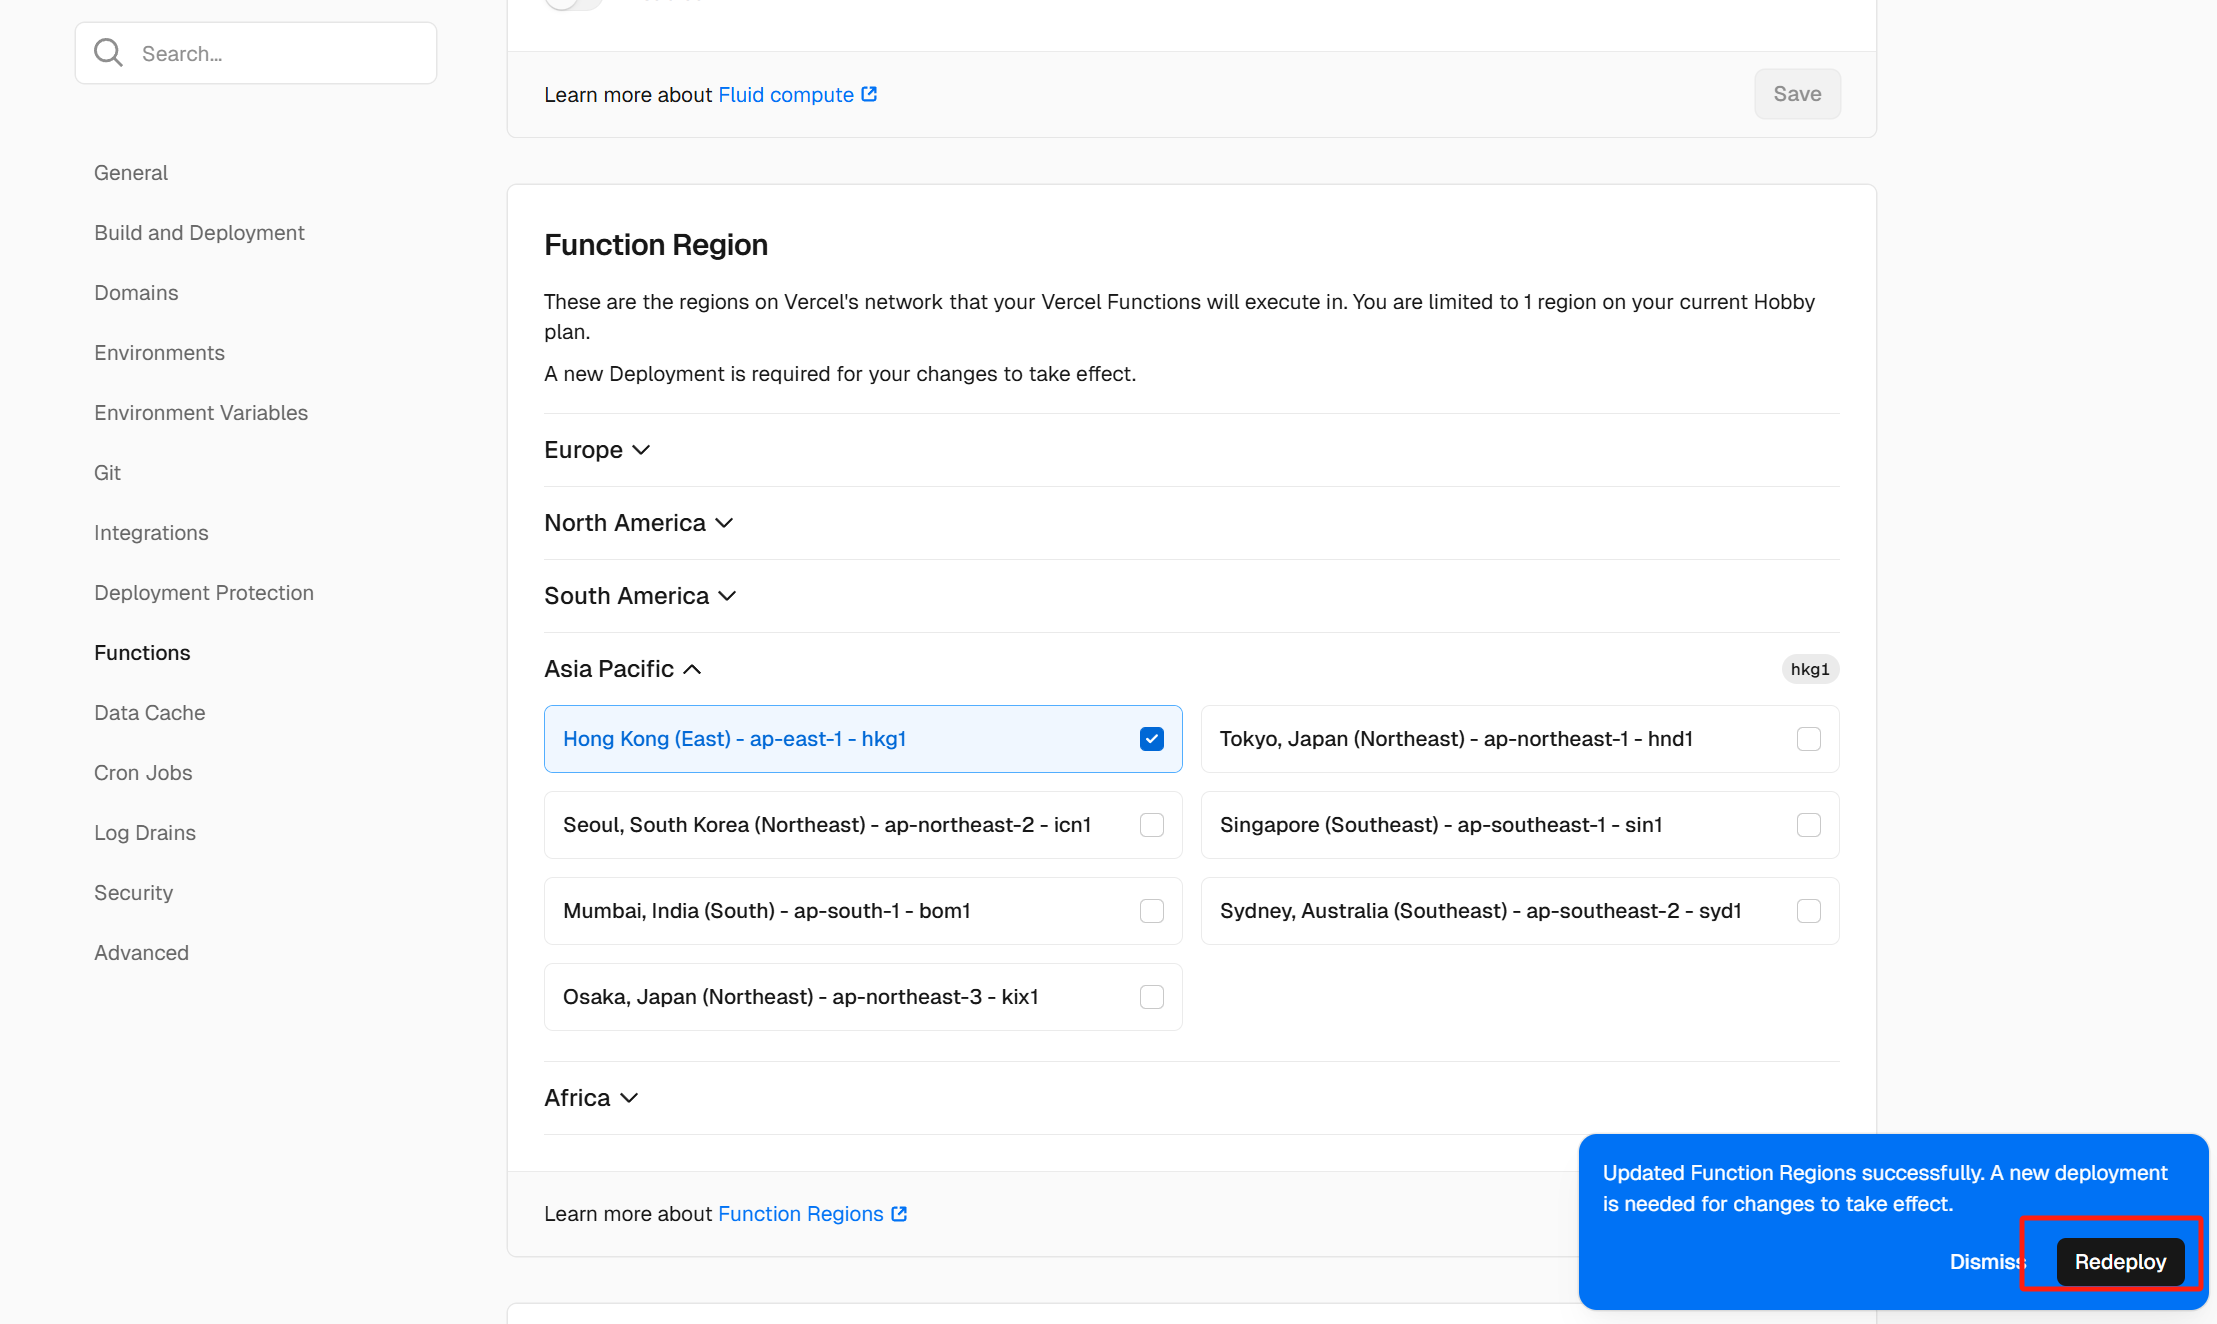 Search...
General
Build and Deployment
Domains
Environments
Environment Variables
Git
Integrations
Deployment Protection
Functions
Data Cache
Cron Jobs
Log Drains
Security
Advanced
Learn more about Fluid compute
Save
Function Region
These are the regions on Vercel's network that your Vercel Functions will execute in. You are limited to 1 region on your current Hobby
plan.
A new Deployment is required for your changes to take effect.
Europe
North America
South America
Asia Pacific
hkg1
Hong Kong (East) - ap-east-1 - hkg1
Tokyo, Japan (Northeast) - ap-northeast-1 - hnd1
Seoul, South Korea (Northeast) - ap-northeast-2 - icn1
Singapore (Southeast) - ap-southeast-1 - sin1
Mumbai, India (South) - ap-south-1 - bom1
Sydney, Australia (Southeast) - ap-southeast-2 - syd1
Osaka, Japan (Northeast) - ap-northeast-3 - kix1
Africa
Learn more about Function Regions
Updated Function Regions successfully. A new deployment
is needed for changes to take effect.
Dismiss
Redeploy